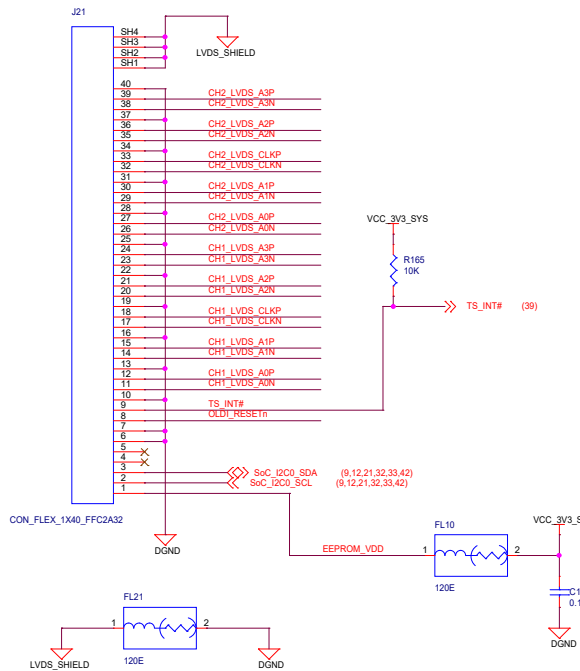 J21
SH4
SH3
SH2
SH1
LVDS_SHIELD
40
39 CH2_LVDS_A3P
38 CH2_LVDS_A3N
37
36 CH2_LVDS_A2P
35 CH2_LVDS_A2N
34
33 CH2_LVDS_CLKP
32 CH2_LVDS_CLKN
31
30 CH2_LVDS_A1P
29 CH2_LVDS_A1N
28
27 CH2_LVDS_A0P
26 CH2_LVDS_A0N
25
24 CH1_LVDS_A3P
23 CH1_LVDS_A3N
22
21 CH1_LVDS_A2P
20 CH1_LVDS_A2N
19
18 CH1_LVDS_CLKP
17 CH1_LVDS_CLKN
16
15 CH1_LVDS_A1P
14 CH1_LVDS_A1N
13
12 CH1_LVDS_A0P
11 CH1_LVDS_A0N
10
9 TS_INT#
8 OLDI_RESETn
7
6
5
4
3 SoC_I2C0_SDA (9,12,21,32,33,42)
2 SoC_I2C0_SCL (9,12,21,32,33,42)
1
VCC_3V3_SYS
R165
10K
TS_INT# (39)
CON_FLEX_1X40_FFC2A32
DGND
EEPROM_VDD
FL10
1 2
120E
VCC_3V3_S
C1
0.1
DGND
FL21
1 2
120E
LVDS_SHIELD
DGND